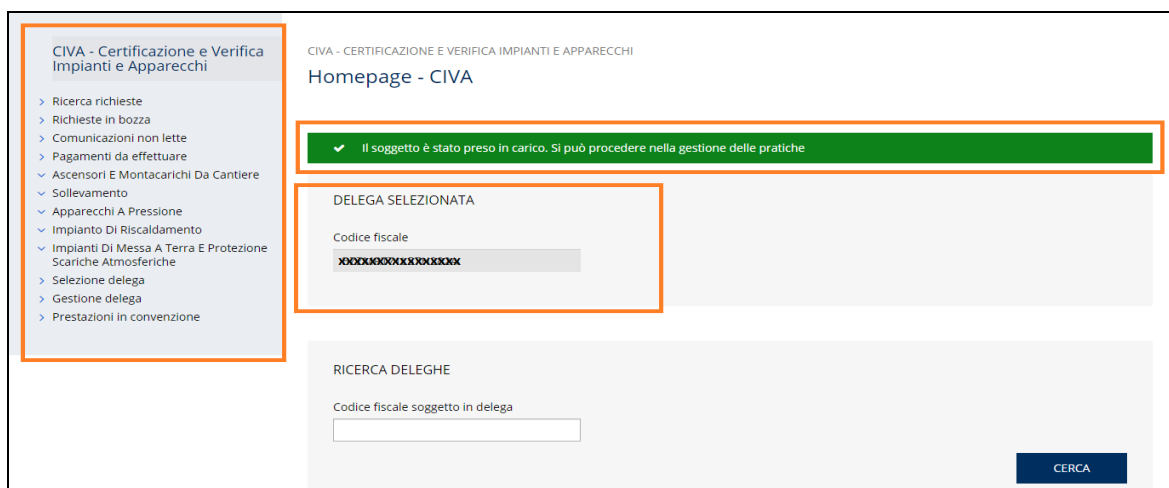 CIVA - Certificazione e Verifica
Impianti e Apparecchi
Ricerca richieste
Richieste in bozza
Comunicazioni non lette
Pagamenti da effettuare
Ascensori E Montacarichi Da Cantiere
Sollevamento
Apparecchi A Pressione
Impianto Di Riscaldamento
Impianti Di Messa A Terra E Protezione
Scariche Atmosferiche
Selezione delega
Gestione delega
Prestazioni in convenzione
CIVA - CERTIFICAZIONE E VERIFICA IMPIANTI E APPARECCHI
Homepage - CIVA
Il soggetto è stato preso in carico. Si può procedere nella gestione delle pratiche
DELEGA SELEZIONATA
Codice fiscale
RICERCA DELEGHE
Codice fiscale soggetto in delega
CERCA